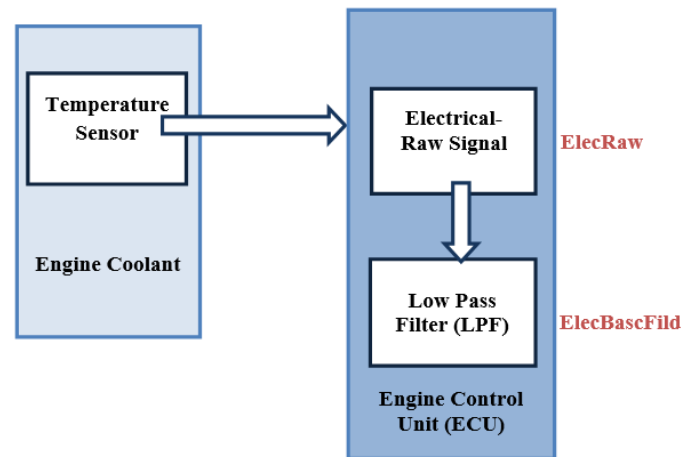 Temperature
Sensor
Engine Coolant
Electrical-
Raw Signal
ElecRaw
Low Pass
Filter (LPF)
ElecBascFild
Engine Control
Unit (ECU)